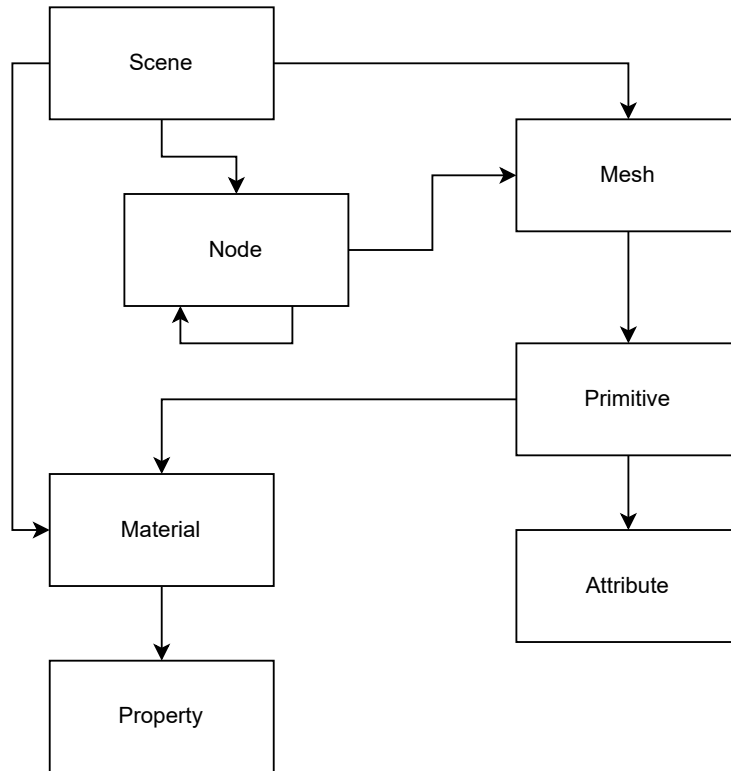 Scene
Mesh
Node
Primitive
Material
Attribute
Property